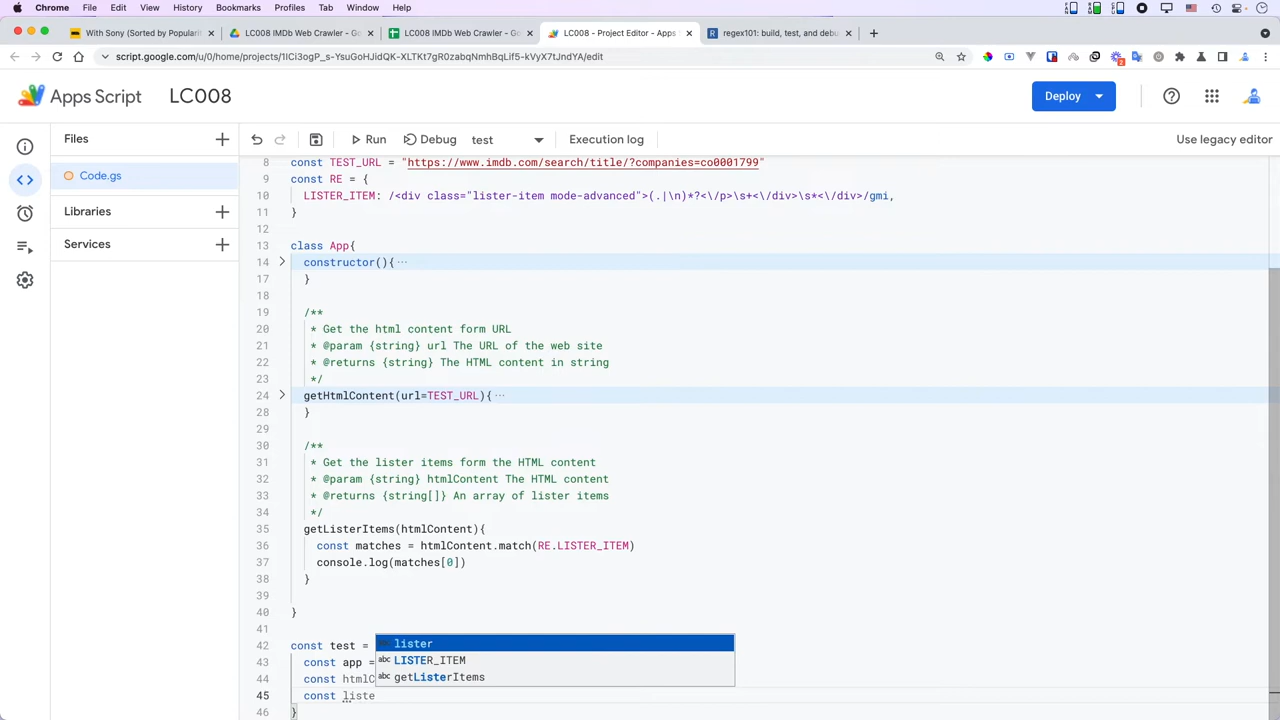 Chrome File Edit View History Bookmarks Profiles Tab Window Help
With Sony (Sorted by Populari LC008 IMDb Web Crawler - Go LC008 IMDb Web Crawler - Go LC008 - Project Editor - Apps S regex101: build, test, and debu
script.google.com/u/0/home/projects/
Apps Script LC008 Deploy
Files Run Debug test Execution log Use legacy editor
8 const TEST_URL = "https://www.imdb.com/search/title/?companies=co0001799"
Code.gs
9 const RE = {
10 LISTER_ITEM: /<div class="lister-item mode-advanced">(.|\n)*?<\/p>\s+<\/div>\s*<\/div>/gmi,
Libraries
11 }
12
Services
13 class App{
14 constructor(){ ···
17 }
18
19 /**
20 * Get the html content form URL
21 * @param {string} url The URL of the web site
22 * @returns {string} The HTML content in string
23 */
24 getHtmlContent(url=TEST_URL){ ···
28 }
29
30 /**
31 * Get the lister items form the HTML content
32 * @param {string} htmlContent The HTML content
33 * @returns {string[]} An array of lister items
34 */
35 getListerItems(htmlContent){
36 const matches = htmlContent.match(RE.LISTER_ITEM)
37 console.log(matches[0])
38 }
39
40 }
41
42 const test =
abc lister
43 const app =
abc LISTER_ITEM
44 const htmlC
abc getListerItems
45 const liste
46 }